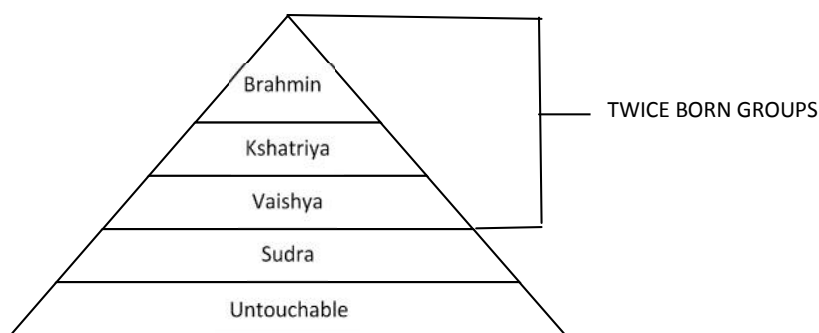 Brahmin
TWICE BORN GROUPS
Kshatriya
Vaishya
Sudra
Untouchable